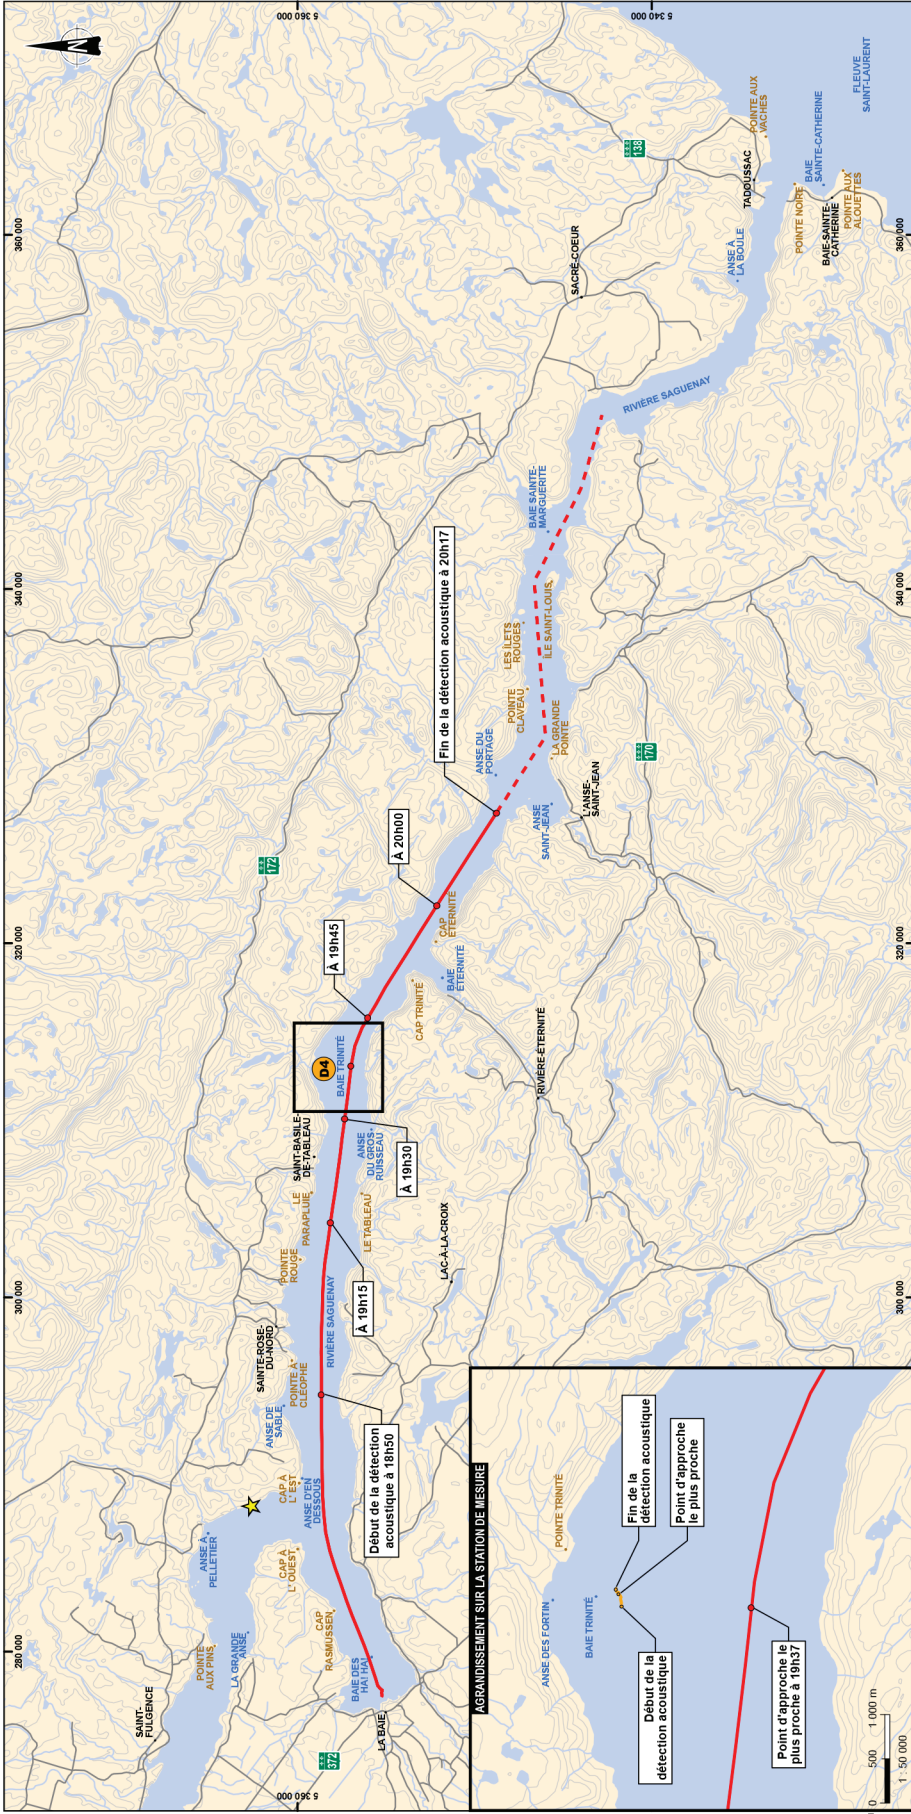 N
5 360 000
5 340 000
360 000
360 000
340 000
340 000
320 000
320 000
300 000
280 000
5 360 000
138
172
170
372
POINTE AUX
VACHES
FLEUVE
SAINT-LAURENT
BAIE
SAINTE-CATHERINE
TADOUSSAC
POINTE NOIRE
BAIE-SAINTE-
CATHERINE
POINTE AUX
ALOUETTES
ANSE À
LA BOULE
SACRÉ-COEUR
RIVIÈRE SAGUENAY
BAIE SAINTE-
MARGUERITE
LES ÎLETS
ROUGES
ÎLE SAINT-LOUIS
POINTE
CLAVEAU
LA GRANDE
POINTE
ANSE DU
PORTAGE
ANSE
SAINT-JEAN
L'ANSE-
SAINT-JEAN
Fin de la détection acoustique à 20h17
À 20h00
CAP
ÉTERNITÉ
BAIE
ÉTERNITÉ
À 19h45
CAP TRINITÉ
D4
BAIE TRINITÉ
RIVIÈRE-ÉTERNITÉ
SAINT-BASILE-
DE-TABLEAU
ANSE
DU GROS
RUISSEAU
À 19h30
LE
PARAPLUIE
LE TABLEAU
POINTE
ROUGE
À 19h15
LAC-À-LA-CROIX
RIVIÈRE SAGUENAY
SAINTE-ROSE-
DU-NORD
POINTE À
CLÉOPHE
ANSE DE
SABLE
Début de la détection
acoustique à 18h50
CAP À
L' EST
ANSE D'EN
DESSOUS
ANSE À
PELLETIER
CAP À
L' OUEST
CAP
RASMUSSEN
POINTE
AUX PINS
LA GRANDE
ANSE
BAIE DES
HA! HA!
SAINT-
FULGENCE
LA BAIE
AGRANDISSEMENT SUR LA STATION DE MESURE
POINTE TRINITÉ
ANSE DES FORTIN
BAIE TRINITÉ
Fin de la
détection acoustique
Point d'approche
le plus proche
Début de la
détection acoustique
Point d'approche le
plus proche à 19h37
0 500 1 000 m
1 : 50 000